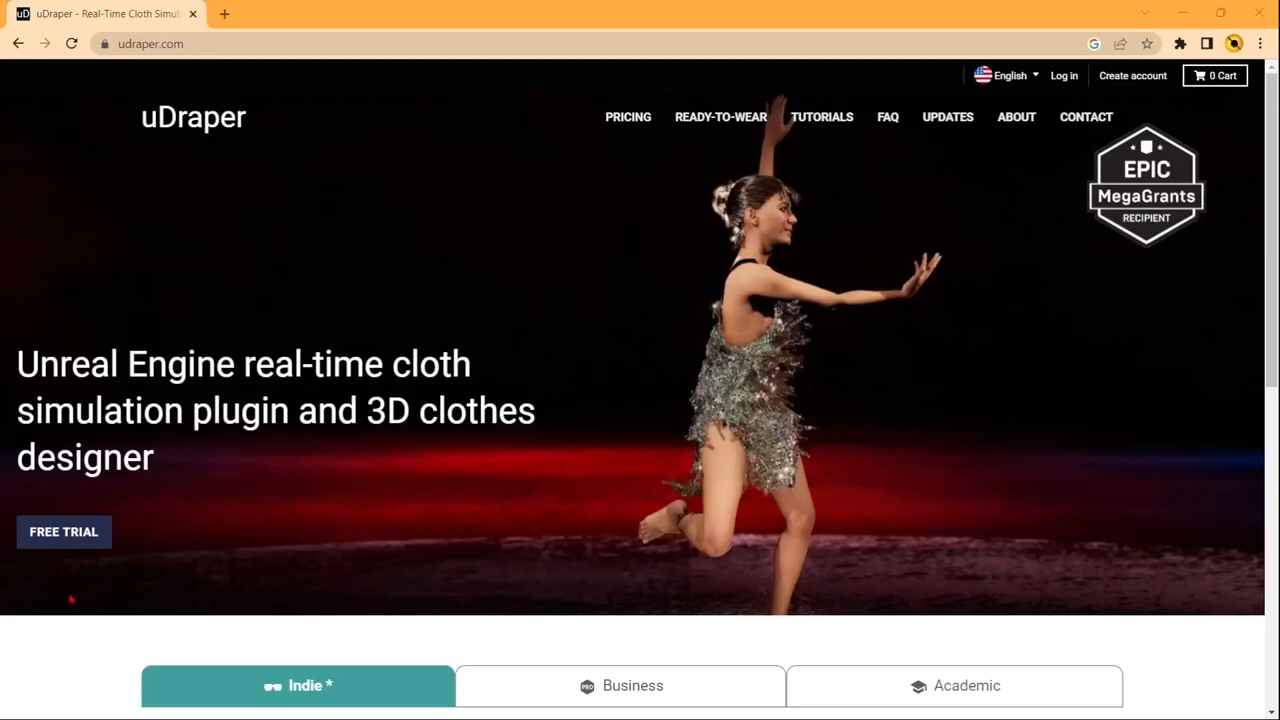 uD uDraper - Real-Time Cloth Simul
udraper.com
English Log in Create account 0 Cart
uDraper
PRICING READY-TO-WEAR TUTORIALS FAQ UPDATES ABOUT CONTACT
EPIC
MegaGrants
RECIPIENT
Unreal Engine real-time cloth
simulation plugin and 3D clothes
designer
FREE TRIAL
Indie *
PRO Business
Academic